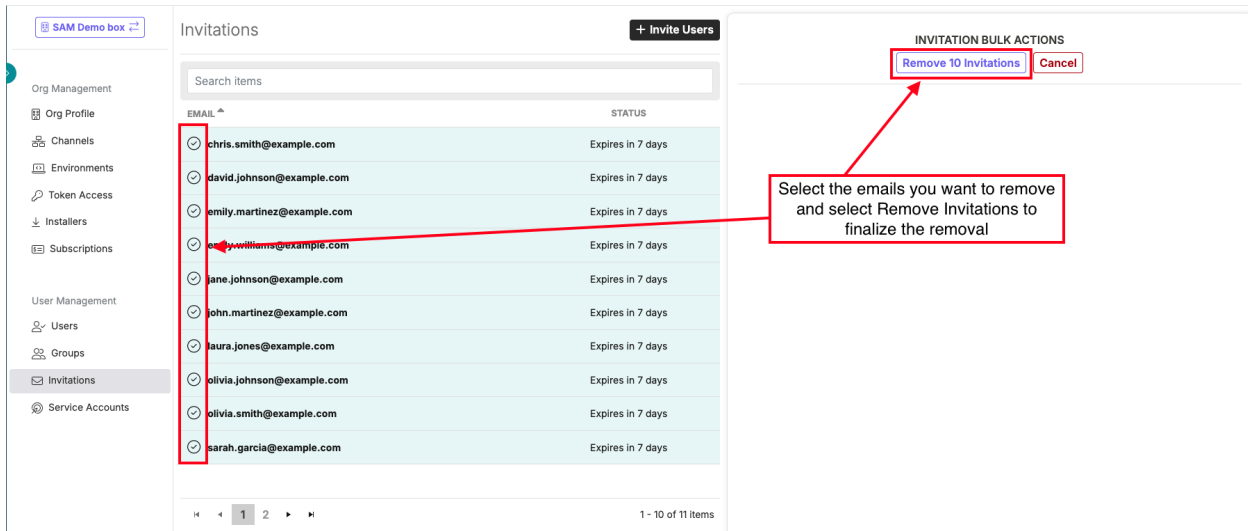 SAM Demo box
Org Management
Org Profile
Channels
Environments
Token Access
Installers
Subscriptions
User Management
Users
Groups
Invitations
Service Accounts
Invitations
+ Invite Users
Search items
EMAIL STATUS
chris.smith@example.com Expires in 7 days
david.johnson@example.com Expires in 7 days
emily.martinez@example.com Expires in 7 days
emily.williams@example.com Expires in 7 days
jane.johnson@example.com Expires in 7 days
john.martinez@example.com Expires in 7 days
laura.jones@example.com Expires in 7 days
olivia.johnson@example.com Expires in 7 days
olivia.smith@example.com Expires in 7 days
sarah.garcia@example.com Expires in 7 days
1 2 1 - 10 of 11 items
INVITATION BULK ACTIONS
Remove 10 Invitations Cancel
Select the emails you want to remove
and select Remove Invitations to
finalize the removal